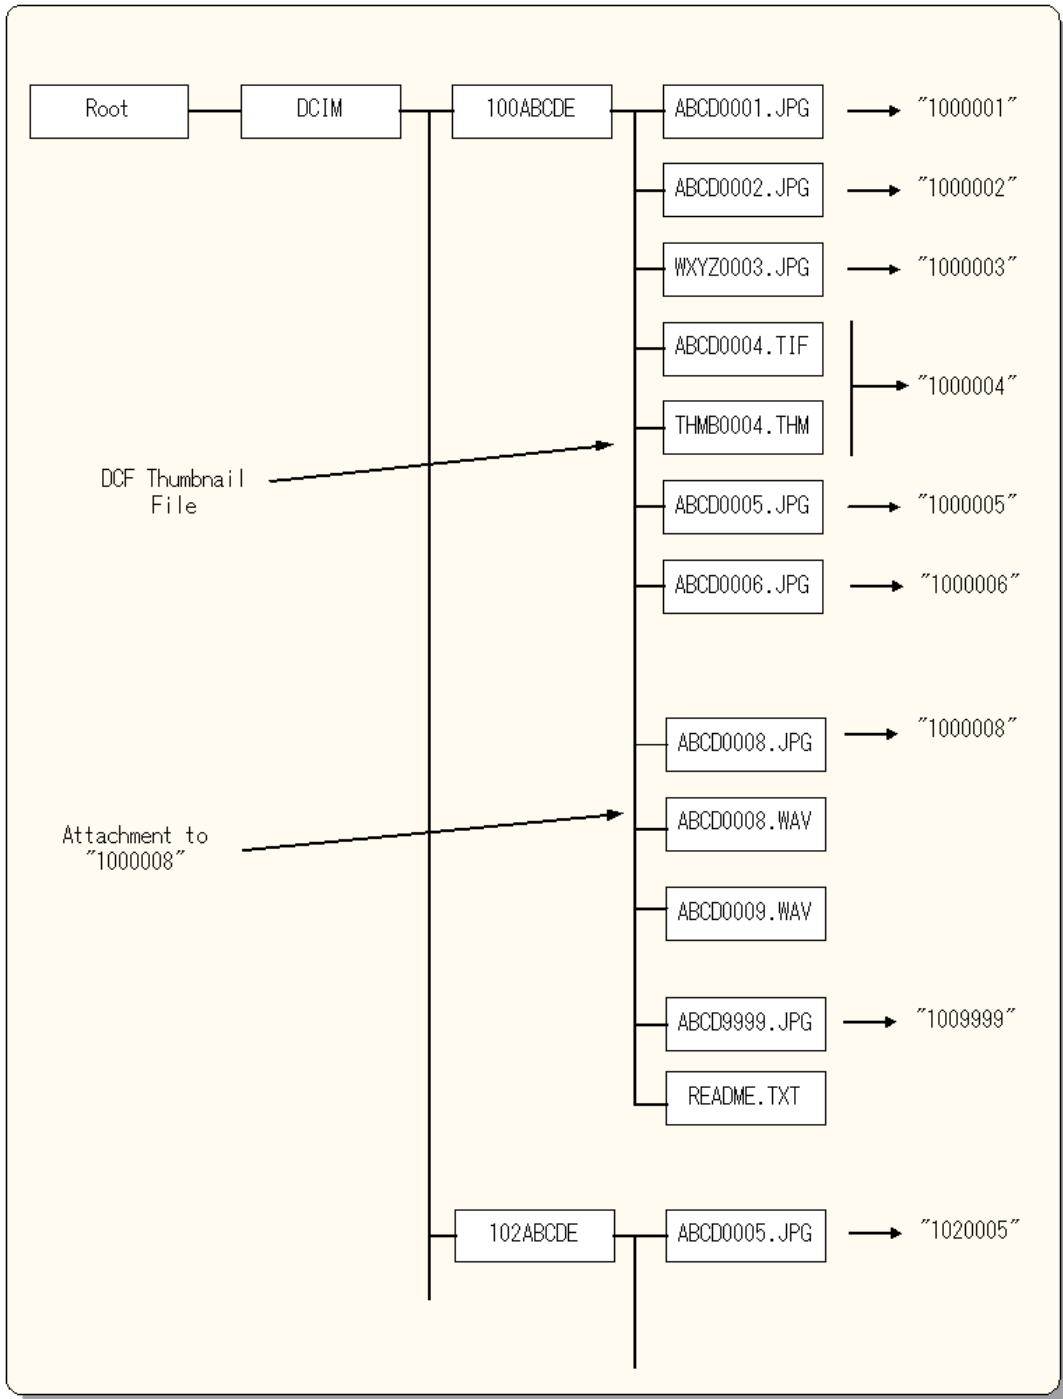 Root
DCIM
100ABCDE
ABCD0001.JPG
"1000001"
ABCD0002.JPG
"1000002"
WXYZ0003.JPG
"1000003"
ABCD0004.TIF
"1000004"
THMB0004.THM
DCF Thumbnail
File
ABCD0005.JPG
"1000005"
ABCD0006.JPG
"1000006"
ABCD0008.JPG
"1000008"
Attachment to
"1000008"
ABCD0008.WAV
ABCD0009.WAV
ABCD9999.JPG
"1009999"
README.TXT
102ABCDE
ABCD0005.JPG
"1020005"